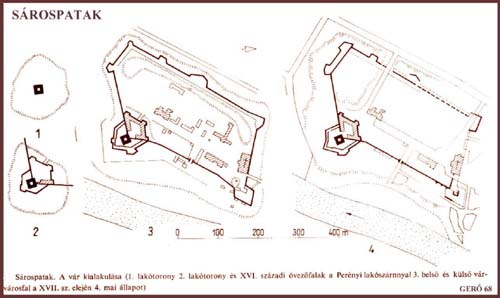 SÁROSPATAK
1
2
3
0 100 200 300 400 m
4
Sárospatak. A vár kialakulása (1. lakótorony 2. lakótorony és XVI. századi övezőfalak a Perényi lakószárnnyal 3. belső és külső vár-
városfal a XVII. sz. elején 4. mai állapot)
GERŐ 68